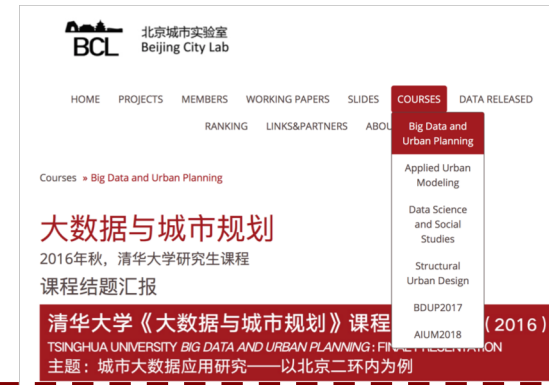 北京城市实验室
BCL Beijing City Lab
HOME PROJECTS MEMBERS WORKING PAPERS SLIDES COURSES DATA RELEASED
RANKING LINKS&PARTNERS
Big Data and
Urban Planning
Applied Urban
Modeling
Data Science
and Social
Studies
Structural
Urban Design
BDUP2017
AIUM2018
Courses » Big Data and Urban Planning
大数据与城市规划
2016年秋，清华大学研究生课程
课程结题汇报
清华大学《大数据与城市规划》课程 (2016)
TSINGHUA UNIVERSITY BIG DATA AND URBAN PLANNING: FINAL PRESENTATION
主题：城市大数据应用研究——以北京二环内为例